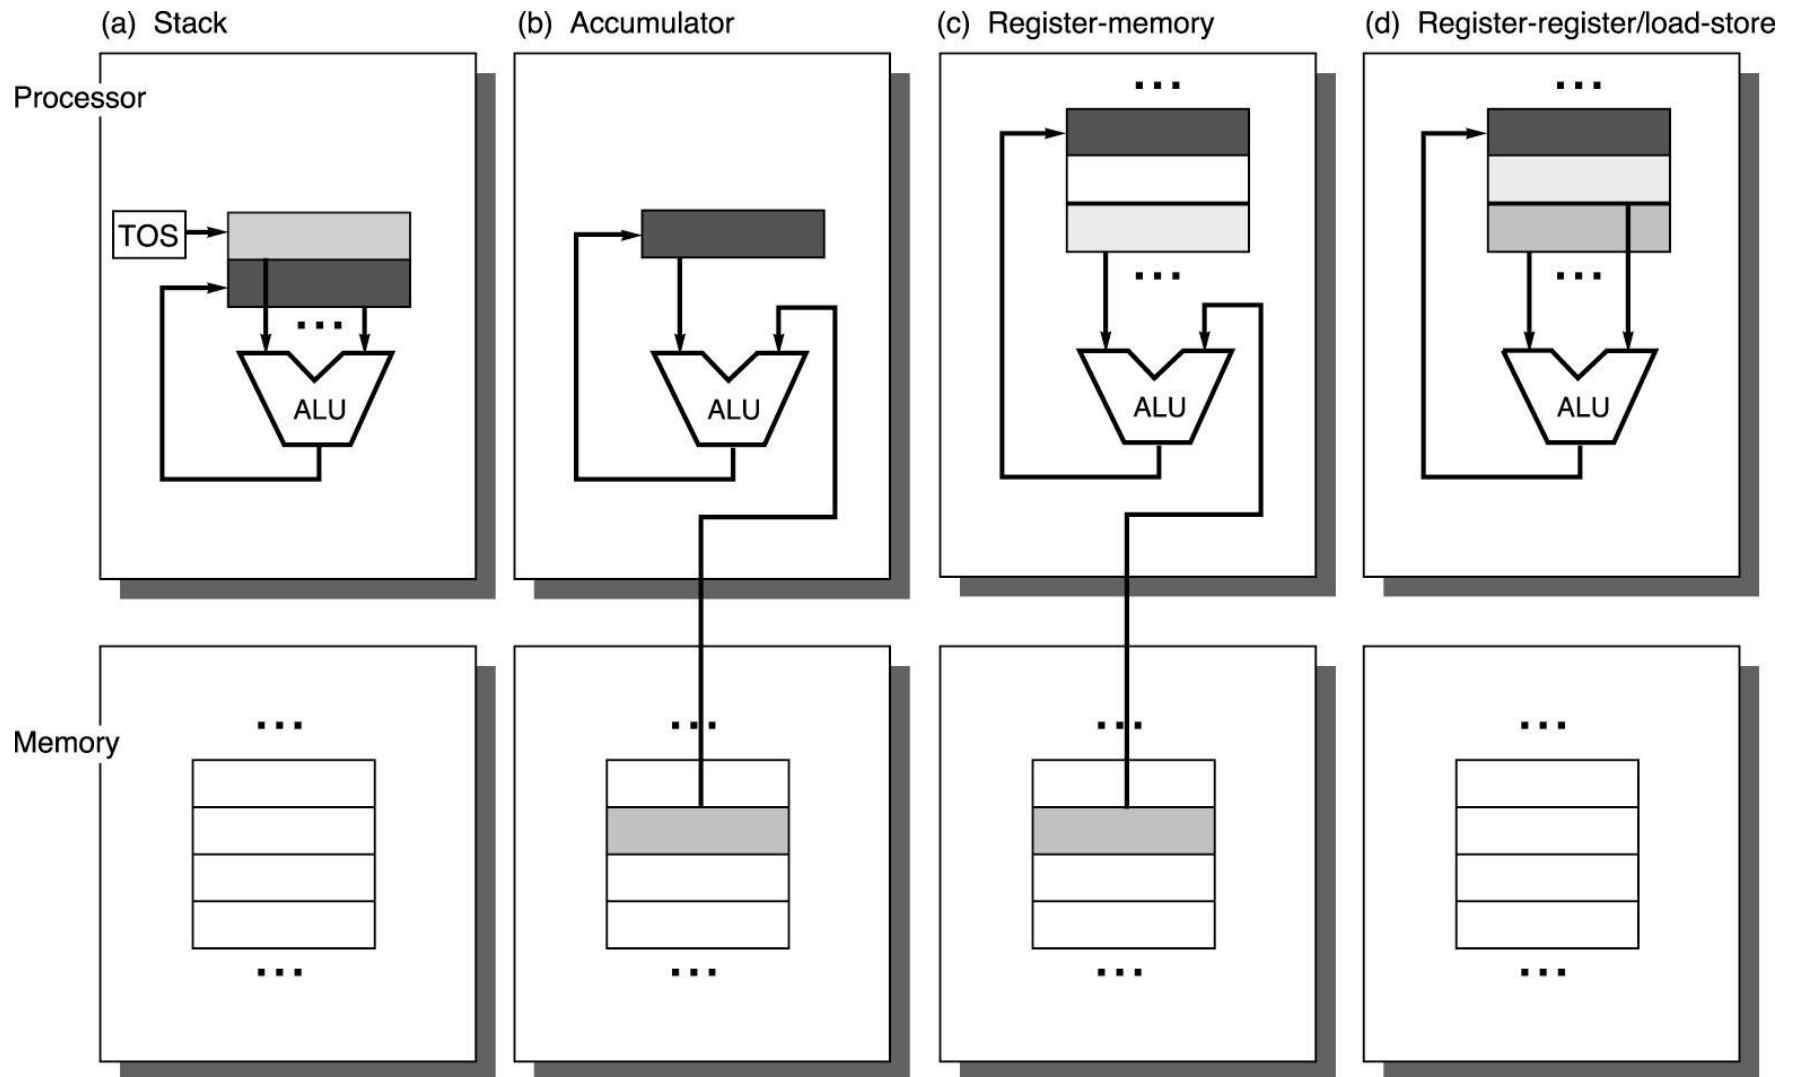 (a) Stack
(b) Accumulator
(c) Register-memory
(d) Register-register/load-store
Processor
TOS
...
...
...
...
...
ALU
ALU
ALU
ALU
Memory
...
...
...
...
...
...
...
...